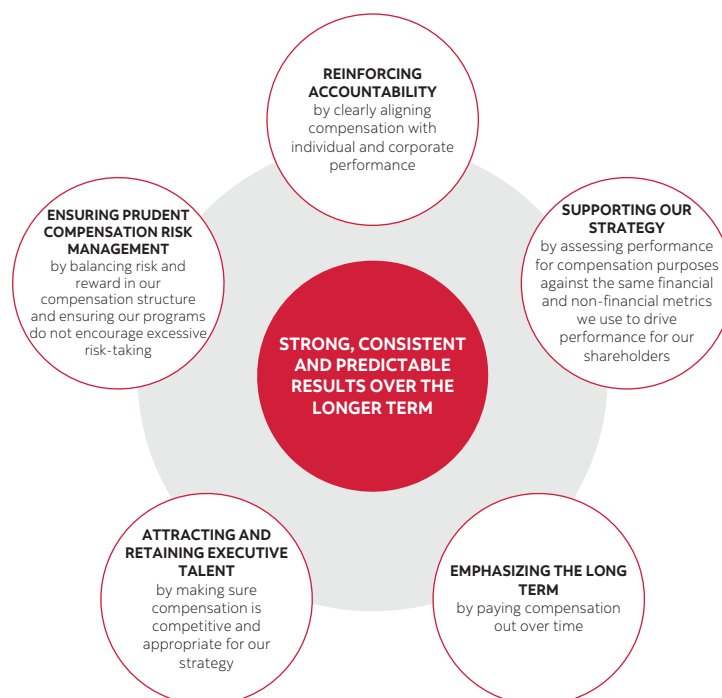 REINFORCING
ACCOUNTABILITY
by clearly aligning
compensation with
individual and corporate
performance
ENSURING PRUDENT
COMPENSATION RISK
MANAGEMENT
by balancing risk and
reward in our
compensation structure
and ensuring our programs
do not encourage excessive
risk-taking
SUPPORTING OUR
STRATEGY
by assessing performance
for compensation purposes
against the same financial
and non-financial metrics
we use to drive
performance for our
shareholders
STRONG, CONSISTENT
AND PREDICTABLE
RESULTS OVER THE
LONGER TERM
ATTRACTING AND
RETAINING EXECUTIVE
TALENT
by making sure
compensation is
competitive and
appropriate for our
strategy
EMPHASIZING THE LONG
TERM
by paying compensation
out over time